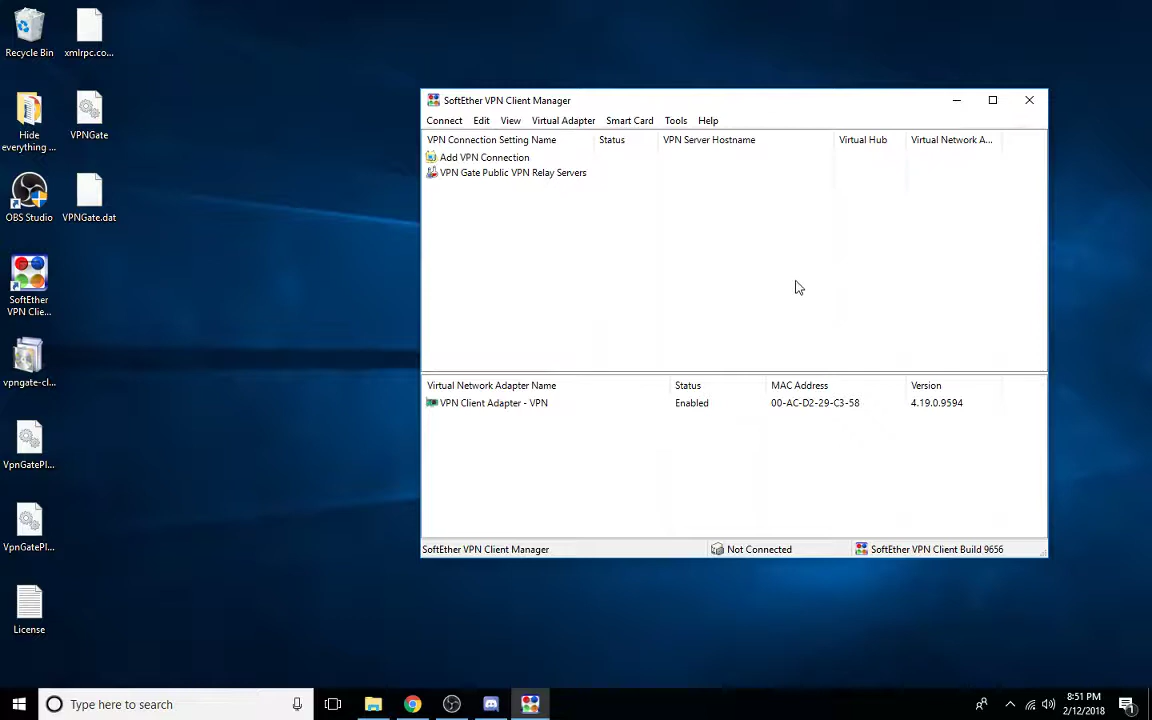 Recycle Bin
xmlrpc.co...
Hide
everything ...
VPNGate
OBS Studio
VPNGate.dat
SoftEther
VPN Clie...
vpngate-cl...
VpnGatePl...
VpnGatePl...
License
SoftEther VPN Client Manager
Connect Edit View Virtual Adapter Smart Card Tools Help
VPN Connection Setting Name Status VPN Server Hostname Virtual Hub Virtual Network A...
Add VPN Connection
VPN Gate Public VPN Relay Servers
Virtual Network Adapter Name Status MAC Address Version
VPN Client Adapter - VPN Enabled 00-AC-D2-29-C3-58 4.19.0.9594
SoftEther VPN Client Manager Not Connected SoftEther VPN Client Build 9656
Type here to search
8:51 PM
2/12/2018
1